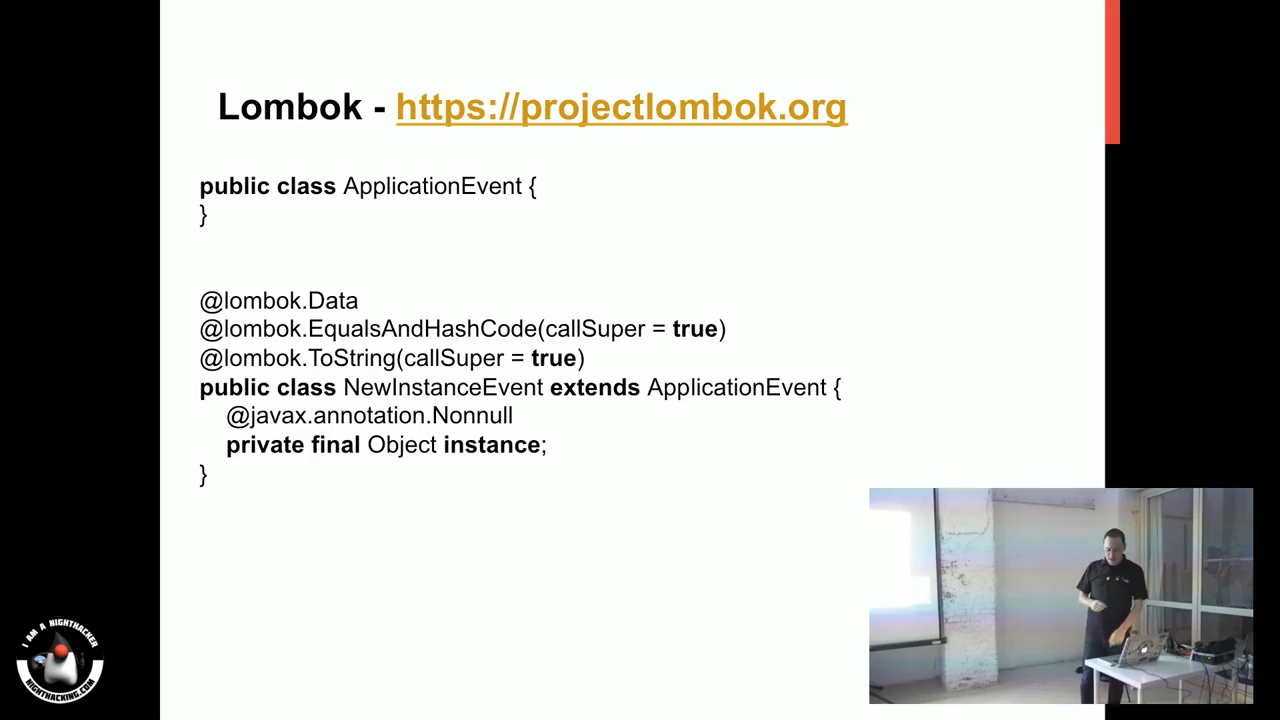 Lombok - https://projectlombok.org
public class ApplicationEvent {
}
@lombok.Data
@lombok.EqualsAndHashCode(callSuper = true)
@lombok.ToString(callSuper = true)
public class NewInstanceEvent extends ApplicationEvent {
@javax.annotation.Nonnull
private final Object instance;
}
I AM A NIGHTHACKER
NIGHTHACKING.COM